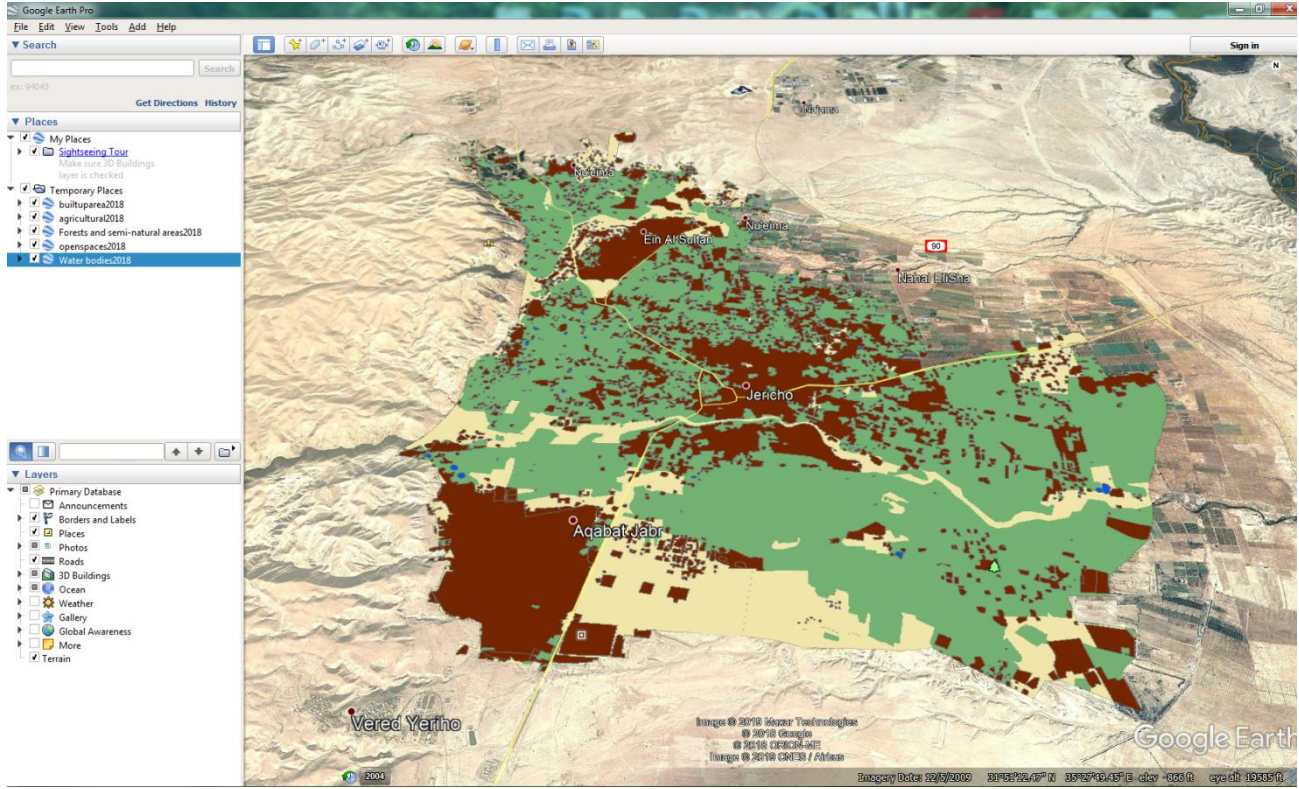 Google Earth Pro
File Edit View Tools Add Help
Search
Search
ex: 94043
Get Directions History
Places
My Places
Sightseeing Tour
Make sure 3D Buildings
layer is checked
Temporary Places
builtuparea2018
agricultural2018
Forests and semi-natural areas2018
openspaces2018
Water bodies2018
Layers
Primary Database
Announcements
Borders and Labels
Places
Photos
Roads
3D Buildings
Ocean
Weather
Gallery
Global Awareness
More
Terrain
Sign in
N
Nu'eima
Ein Al Sultan
Nu'eima
90
Nahal Elisha
Jericho
Aqabat Jabr
Vered Yeriho
Image © 2019 Maxar Technologies
© 2018 Google
© 2018 ORION-ME
Image © 2019 CNES / Airbus
Google Earth
2004
Imagery Date: 12/5/2009 31°51'12.47" N 35°27'49.45" E elev -866 ft eye alt 19585 ft